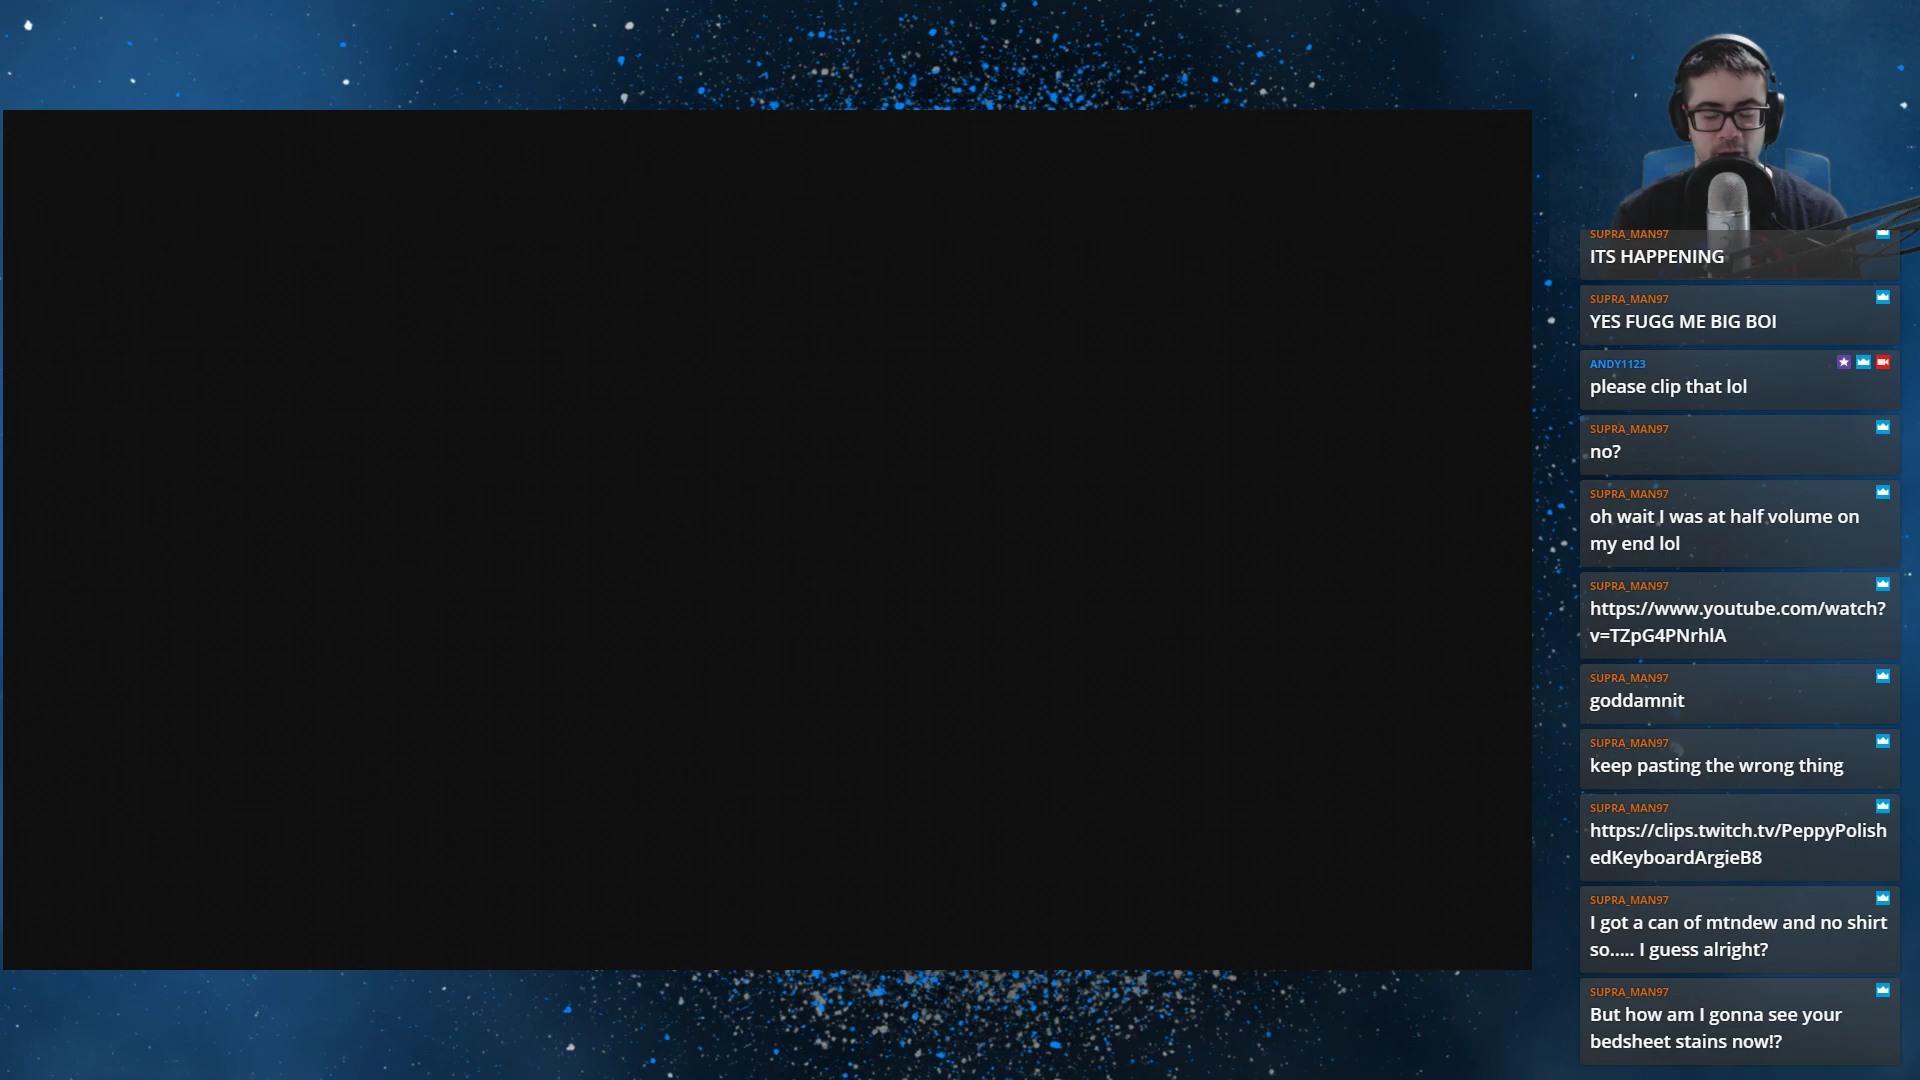 SUPRA_MAN97
ITS HAPPENING
SUPRA_MAN97
YES FUGG ME BIG BOI
ANDY1123
please clip that lol
SUPRA_MAN97
no?
SUPRA_MAN97
oh wait I was at half volume on
my end lol
SUPRA_MAN97
https://www.youtube.com/watch?
v=TZpG4PNrhlA
SUPRA_MAN97
goddamnit
SUPRA_MAN97
keep pasting the wrong thing
SUPRA_MAN97
https://clips.twitch.tv/PeppyPolish
edKeyboardArgieB8
SUPRA_MAN97
I got a can of mtndew and no shirt
so..... I guess alright?
SUPRA_MAN97
But how am I gonna see your
bedsheet stains now!?